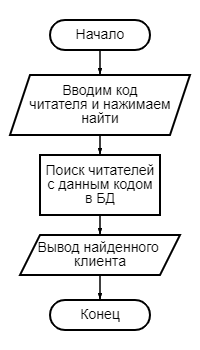 Начало
Вводим код
читателя и нажимаем
найти
Поиск читателей
с данным кодом
в БД
Вывод найденного
клиента
Конец